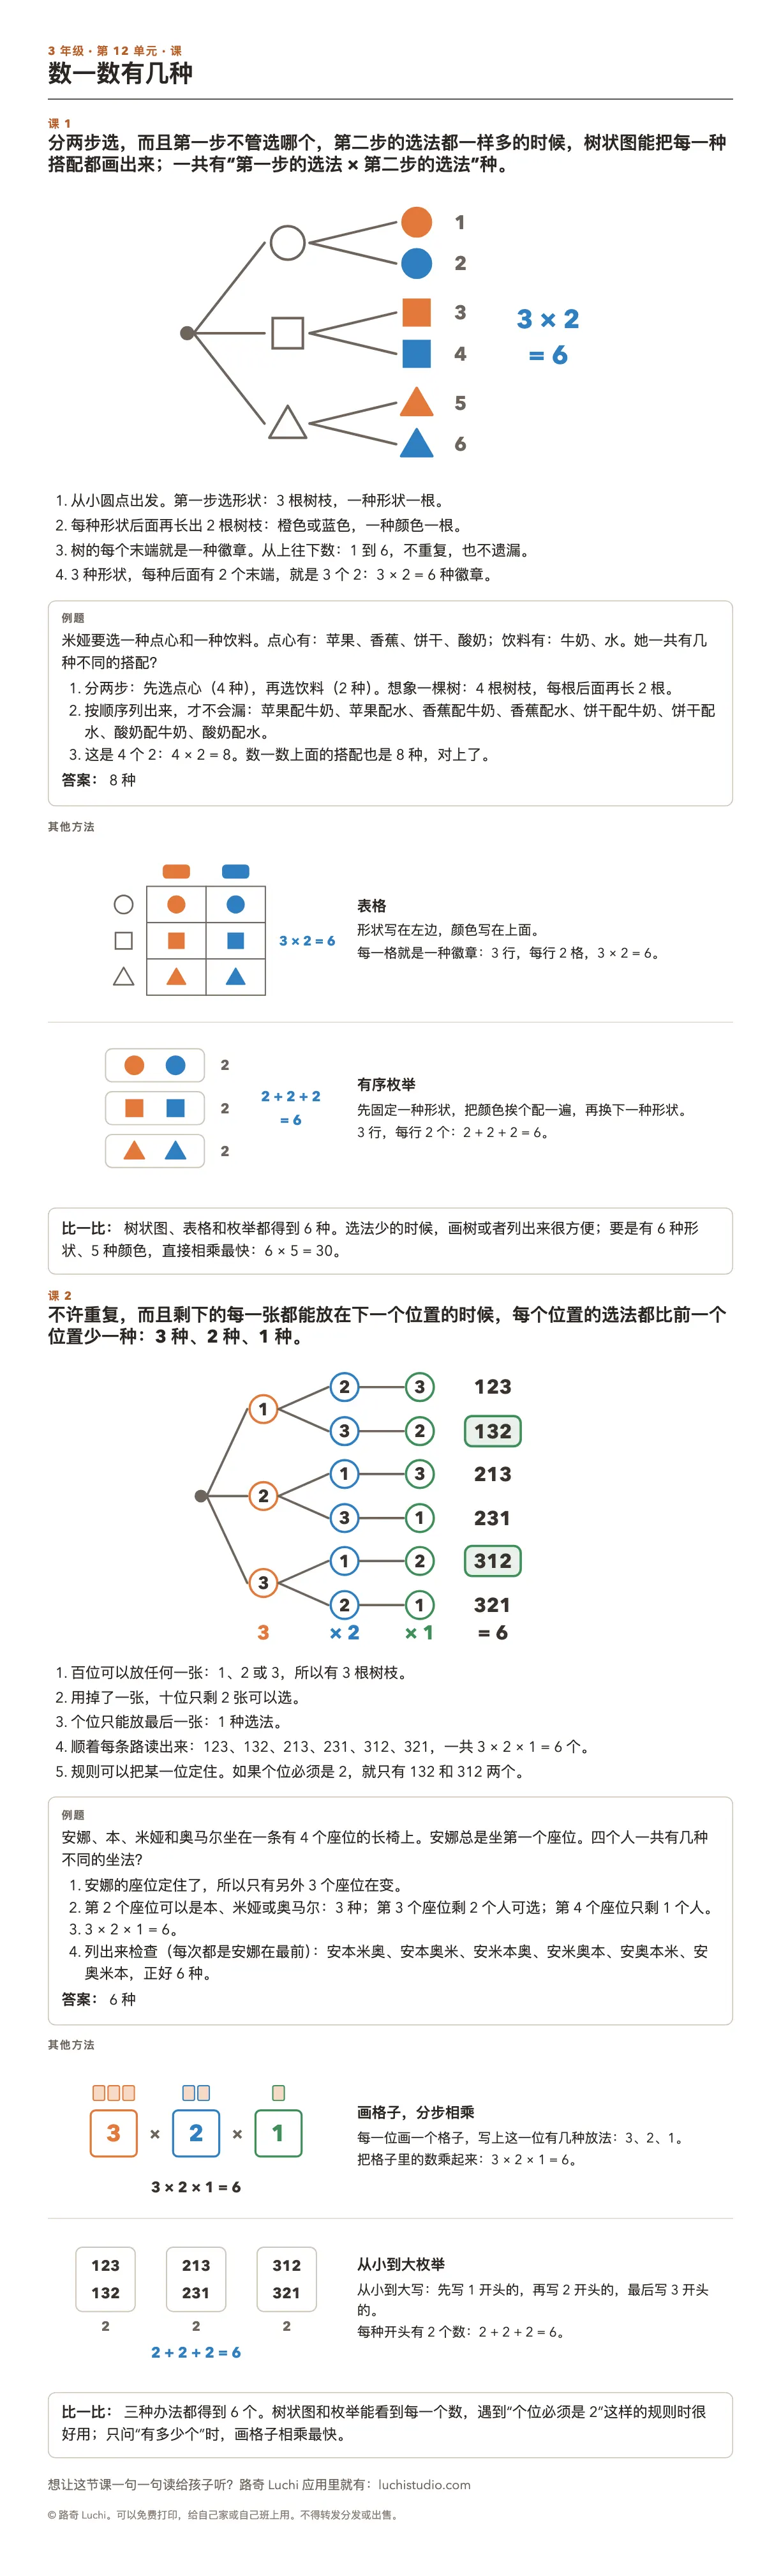 3 年级 · 第 12 单元 · 课
数一数有几种
课 1
分两步选，而且第一步不管选哪个，第二步的选法都一样多的时候，树状图能把每一种
搭配都画出来；一共有“第一步的选法 × 第二步的选法”种。
1
2
3
4
5
6
3 × 2
= 6
1. 从小圆点出发。第一步选形状：3 根树枝，一种形状一根。
2. 每种形状后面再长出 2 根树枝：橙色或蓝色，一种颜色一根。
3. 树的每个末端就是一种徽章。从上往下数：1 到 6，不重复，也不遗漏。
4. 3 种形状，每种后面有 2 个末端，就是 3 个 2：3 × 2 = 6 种徽章。
例题
米娅要选一种点心和一种饮料。点心有：苹果、香蕉、饼干、酸奶；饮料有：牛奶、水。她一共有几
种不同的搭配？
1. 分两步：先选点心（4 种），再选饮料（2 种）。想象一棵树：4 根树枝，每根后面再长 2 根。
2. 按顺序列出来，才不会漏：苹果配牛奶、苹果配水、香蕉配牛奶、香蕉配水、饼干配牛奶、饼干配
水、酸奶配牛奶、酸奶配水。
3. 这是 4 个 2：4 × 2 = 8。数一数上面的搭配也是 8 种，对上了。
答案： 8 种
其他方法
3 × 2 = 6
表格
形状写在左边，颜色写在上面。
每一格就是一种徽章：3 行，每行 2 格，3 × 2 = 6。
2
2
2
2 + 2 + 2
= 6
有序枚举
先固定一种形状，把颜色挨个配一遍，再换下一种形状。
3 行，每行 2 个：2 + 2 + 2 = 6。
比一比： 树状图、表格和枚举都得到 6 种。选法少的时候，画树或者列出来很方便；要是有 6 种形
状、5 种颜色，直接相乘最快：6 × 5 = 30。
课 2
不许重复，而且剩下的每一张都能放在下一个位置的时候，每个位置的选法都比前一个
位置少一种：3 种、2 种、1 种。
1 2 3 123
3 2 132
2 1 3 213
3 1 231
3 1 2 312
2 1 321
3 × 2 × 1 = 6
1. 百位可以放任何一张：1、2 或 3，所以有 3 根树枝。
2. 用掉了一张，十位只剩 2 张可以选。
3. 个位只能放最后一张：1 种选法。
4. 顺着每条路读出来：123、132、213、231、312、321，一共 3 × 2 × 1 = 6 个。
5. 规则可以把某一位定住。如果个位必须是 2，就只有 132 和 312 两个。
例题
安娜、本、米娅和奥马尔坐在一条有 4 个座位的长椅上。安娜总是坐第一个座位。四个人一共有几种
不同的坐法？
1. 安娜的座位定住了，所以只有另外 3 个座位在变。
2. 第 2 个座位可以是本、米娅或奥马尔：3 种；第 3 个座位剩 2 个人可选；第 4 个座位只剩 1 个人。
3. 3 × 2 × 1 = 6。
4. 列出来检查（每次都是安娜在最前）：安本米奥、安本奥米、安米本奥、安米奥本、安奥本米、安
奥米本，正好 6 种。
答案： 6 种
其他方法
3 × 2 × 1
3 × 2 × 1 = 6
画格子，分步相乘
每一位画一个格子，写上这一位有几种放法：3、2、1。
把格子里的数乘起来：3 × 2 × 1 = 6。
123 213 312
132 231 321
2 2 2
2 + 2 + 2 = 6
从小到大枚举
从小到大写：先写 1 开头的，再写 2 开头的，最后写 3 开头
的。
每种开头有 2 个数：2 + 2 + 2 = 6。
比一比： 三种办法都得到 6 个。树状图和枚举能看到每一个数，遇到“个位必须是 2”这样的规则时很
好用；只问“有多少个”时，画格子相乘最快。
想让这节课一句一句读给孩子听？路奇 Luchi 应用里就有：luchistudio.com
© 路奇 Luchi。可以免费打印，给自己家或自己班上用。不得转发分发或出售。